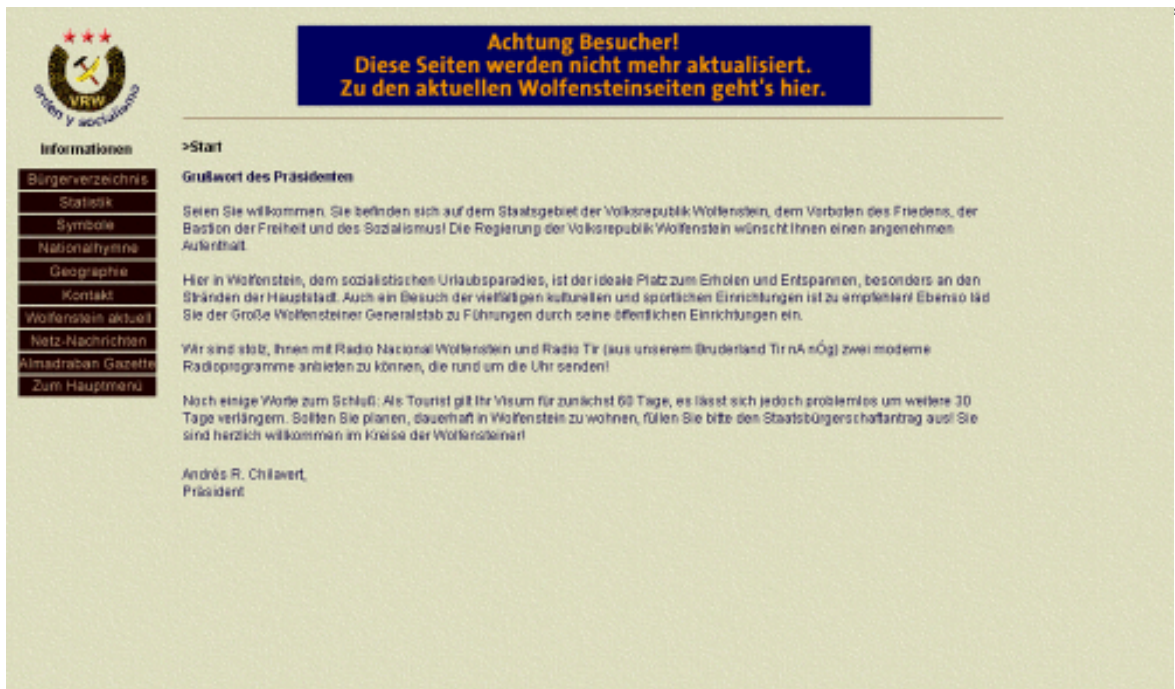 VRW
orden y socialismo
Achtung Besucher!
Diese Seiten werden nicht mehr aktualisiert.
Zu den aktuellen Wolfensteinseiten geht's hier.
Informationen
Bürgerverzeichnis
Statistik
Symbole
Nationalhymne
Geographie
Kontakt
Wolfenstein aktuell
Netz-Nachrichten
Almadraban Gazette
Zum Hauptmenü
>Start
Grußwort des Präsidenten
Seien Sie willkommen. Sie befinden sich auf dem Staatsgebiet der Volksrepublik Wolfenstein, dem Vorboten des Friedens, der
Bastion der Freiheit und des Sozialismus! Die Regierung der Volksrepublik Wolfenstein wünscht Ihnen einen angenehmen
Aufenthalt.
Hier in Wolfenstein, dem sozialistischen Urlaubsparadies, ist der ideale Platz zum Erholen und Entspannen, besonders an den
Stränden der Hauptstadt. Auch ein Besuch der vielfältigen kulturellen und sportlichen Einrichtungen ist zu empfehlen! Ebenso läd
Sie der Große Wolfensteiner Generalstab zu Führungen durch seine öffentlichen Einrichtungen ein.
Wir sind stolz, Ihnen mit Radio Nacional Wolfenstein und Radio Tir (aus unserem Bruderland Tir nA nÓg) zwei moderne
Radioprogramme anbieten zu können, die rund um die Uhr senden!
Noch einige Worte zum Schluß: Als Tourist gilt Ihr Visum für zunächst 60 Tage, es lässt sich jedoch problemlos um weitere 30
Tage verlängern. Sollten Sie planen, dauerhaft in Wolfenstein zu wohnen, füllen Sie bitte den Staatsbürgerschaftantrag aus! Sie
sind herzlich willkommen im Kreise der Wolfensteiner!
Andrés R. Chilavert,
Präsident